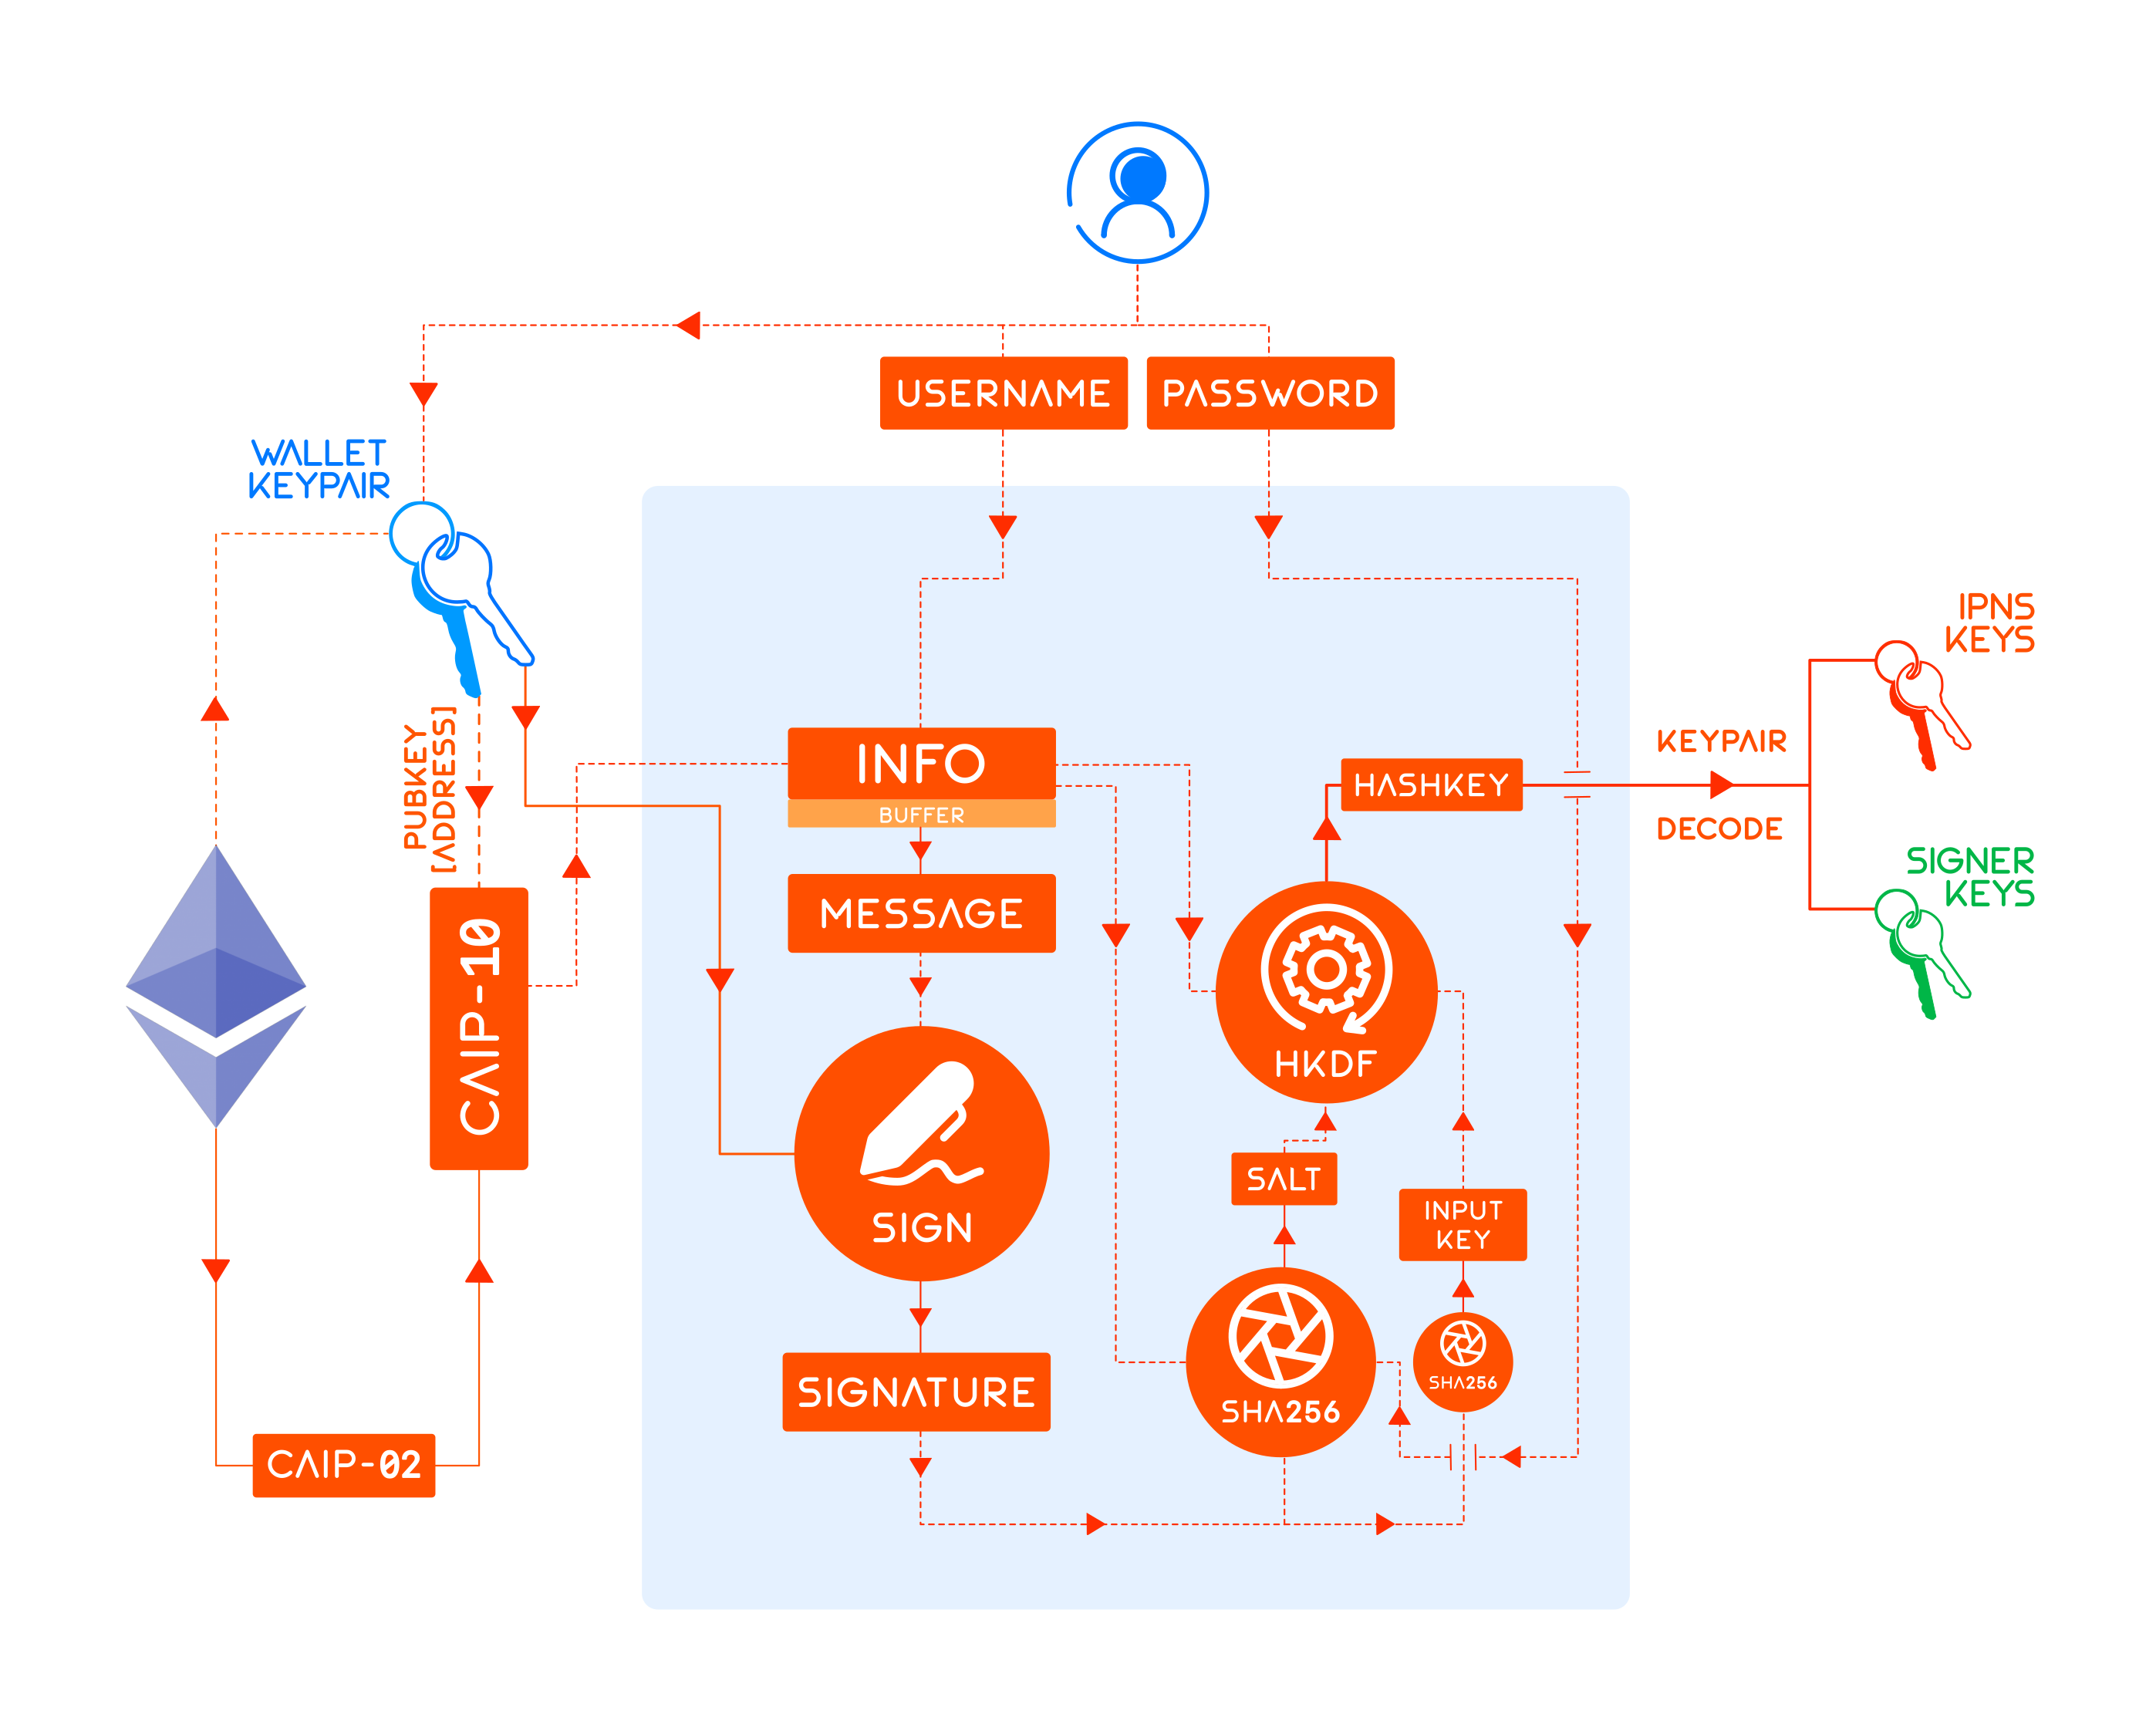 USERNAME
PASSWORD
WALLET
KEYPAIR
IPNS
KEYS
PUBKEY
[ADDRESS]
INFO
BUFFER
KEYPAIR
HASHKEY
DECODE
MESSAGE
SIGNER
KEYS
CAIP-10
HKDF
SIGN
SALT
INPUT
KEY
SIGNATURE
SHA256
SHA256
CAIP-02